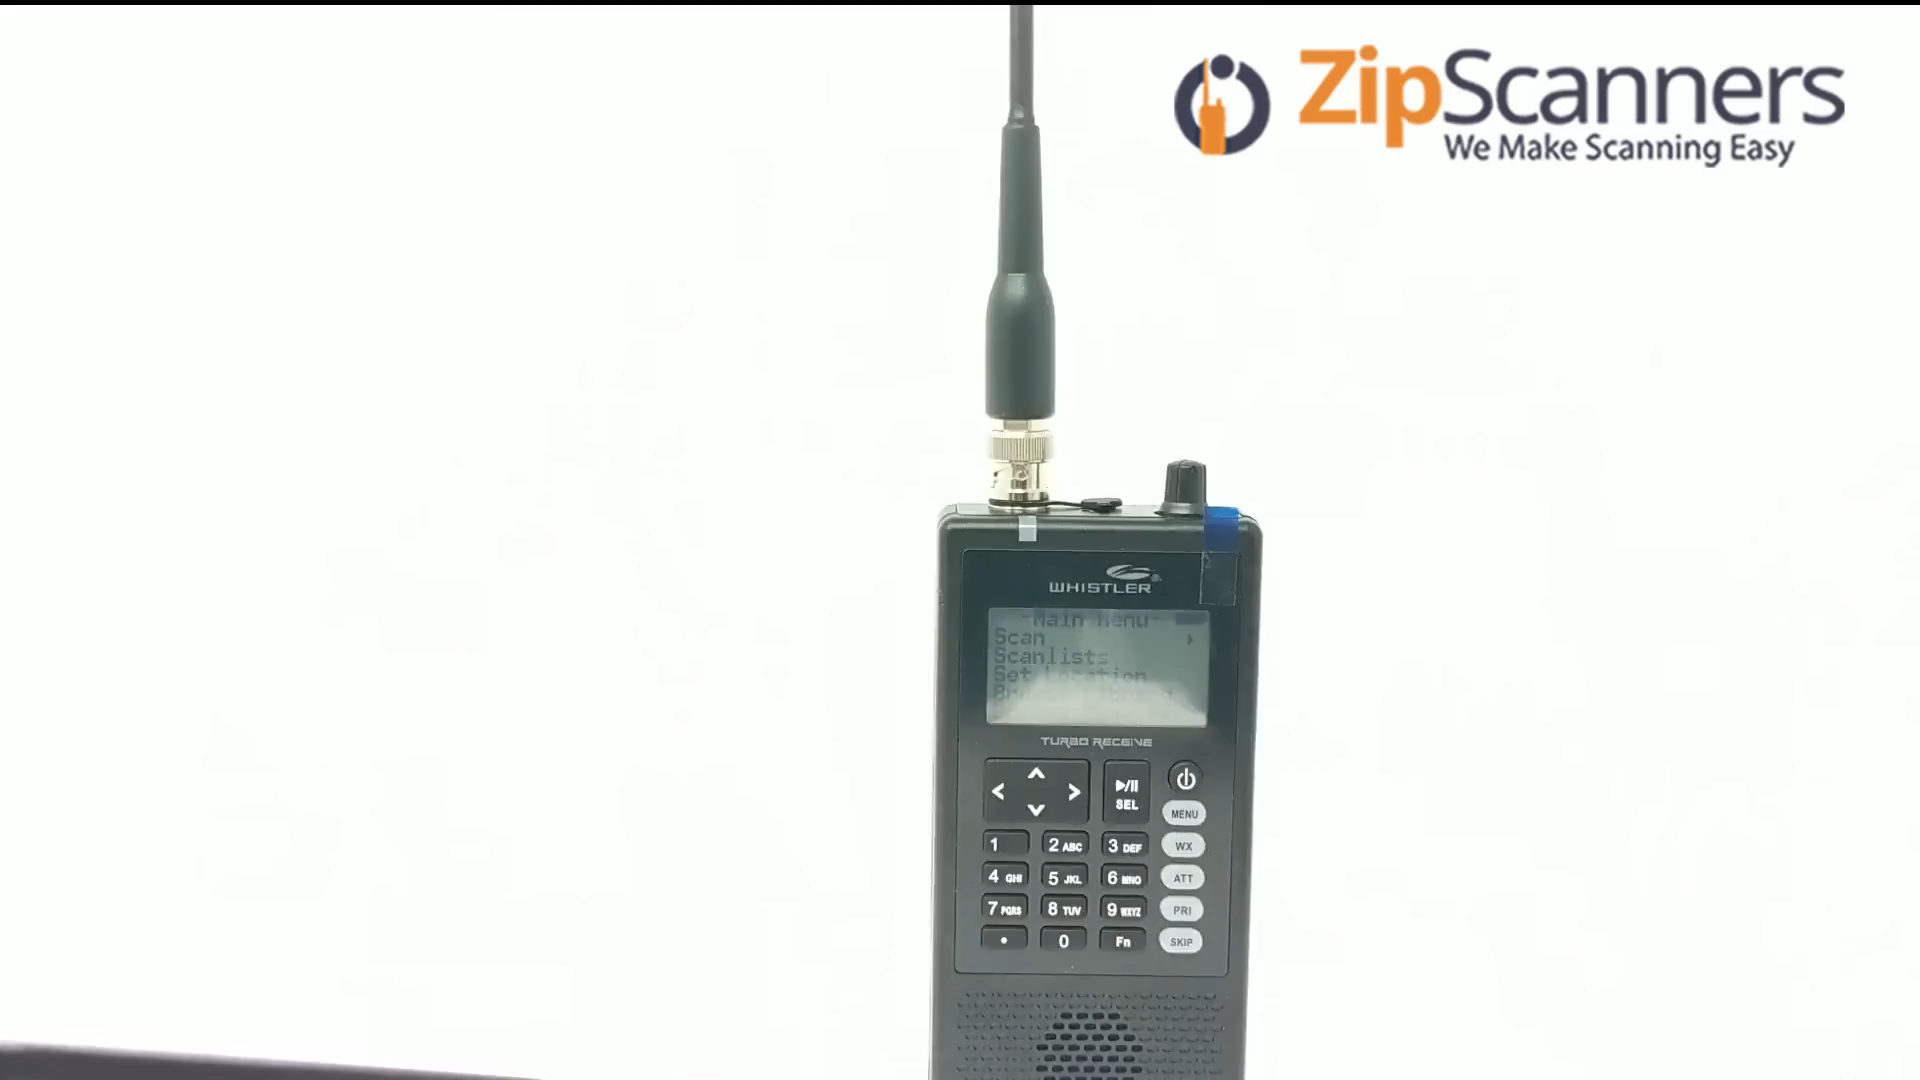 ZipScanners
We Make Scanning Easy
WHISTLER
-Main Menu-
Scan
Scanlists
Set Location
TURBO RECEIVE
SEL
MENU
1
2 ABC
3 DEF
WX
4 GHI
5 JKL
6 MNO
ATT
7 PQRS
8 TUV
9 WXYZ
PRI
0
Fn
SKIP